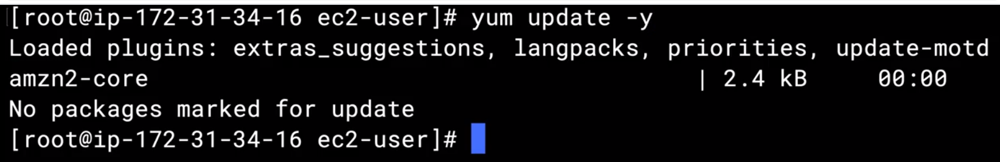 [root@ip-172-31-34-16 ec2-user]# yum update -y
Loaded plugins: extras_suggestions, langpacks, priorities, update-motd
amzn2-core | 2.4 kB 00:00
No packages marked for update
[root@ip-172-31-34-16 ec2-user]#